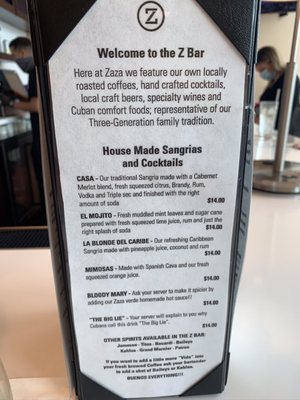 Z
Welcome to the Z Bar
Here at Zaza we feature our own locally
roasted coffees, hand crafted cocktails,
local craft beers, specialty wines and
Cuban comfort foods; representative of our
Three-Generation family tradition.
House Made Sangrias
and Cocktails
CASA - Our traditional Sangria made with a Cabernet
Merlot blend, fresh squeezed citrus, Brandy, Rum,
Vodka and Triple sec and finished with the right
amount of soda $14.00
EL MOJITO - Fresh muddled mint leaves and sugar cane
prepared with fresh squeezed lime juice, rum and just the
right splash of soda $14.00
LA BLONDE DEL CARIBE - Our refreshing Caribbean
Sangria made with pineapple juice, coconut and rum
$14.00
MIMOSAS - Made with Spanish Cava and our fresh
squeezed orange juice.
$14.00
BLOODY MARY - Ask your server to make it spicier by
adding our Zaza verde homemade hot sauce!!
$14.00
"THE BIG LIE" - Your server will explain to you why
Cubans call this drink "The Big Lie".
$14.00
OTHER SPIRITS AVAILABLE IN THE Z BAR:
Jameson - Titos - Bacardi - Baileys
Kahlua - Grand Marnier - Patron
If you want to add a little more "Vida" into
your fresh brewed Coffee ask your bartender
to add a shot of Baileys or Kahlua.
BUENOS EVERYTHING!!!